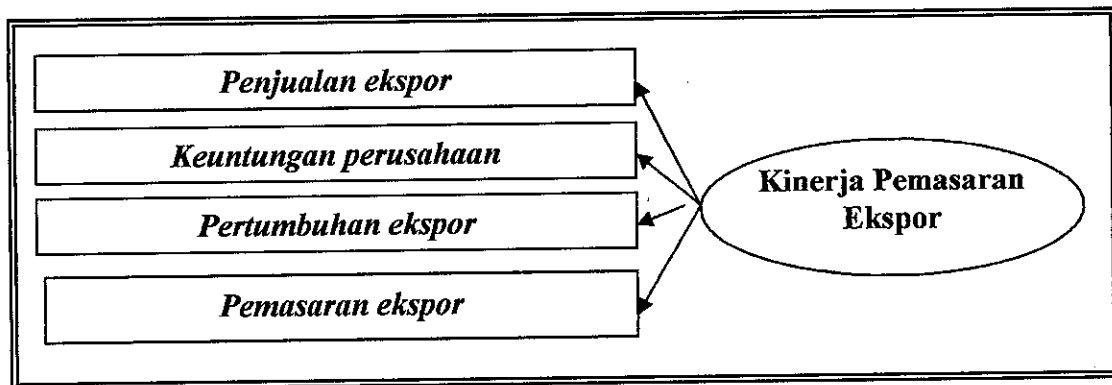 Penjualan ekspor
Keuntungan perusahaan
Pertumbuhan ekspor
Pemasaran ekspor
Kinerja Pemasaran
Ekspor